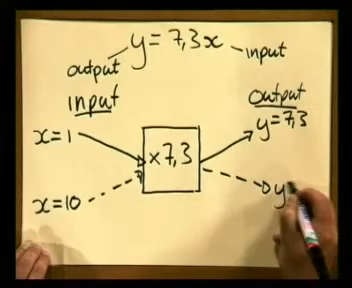 y = 7,3x
output
input
input
output
x = 1
y = 7,3
× 7,3
x = 10
y